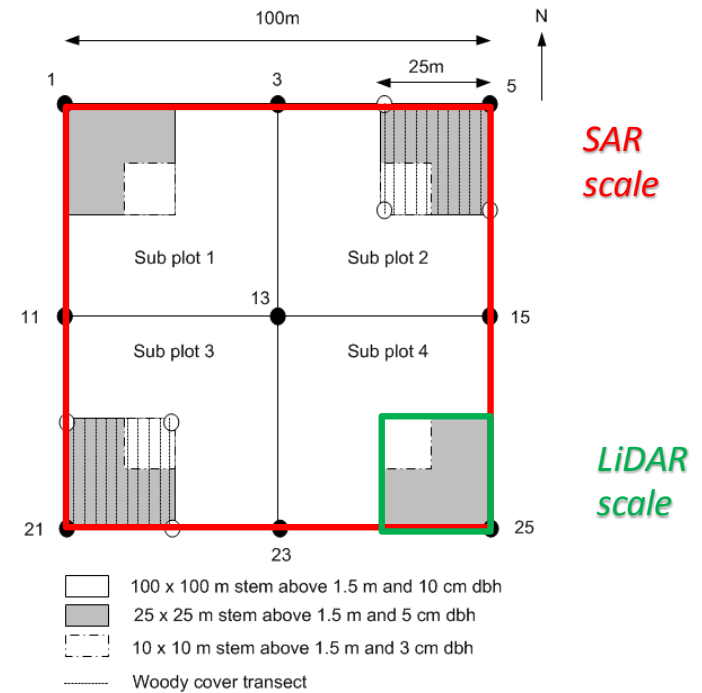 100m
N
25m
1
3
5
SAR
scale
Sub plot 1
Sub plot 2
13
11
15
Sub plot 3
Sub plot 4
LiDAR
scale
21
23
25
100 x 100 m stem above 1.5 m and 10 cm dbh
25 x 25 m stem above 1.5 m and 5 cm dbh
10 x 10 m stem above 1.5 m and 3 cm dbh
Woody cover transect